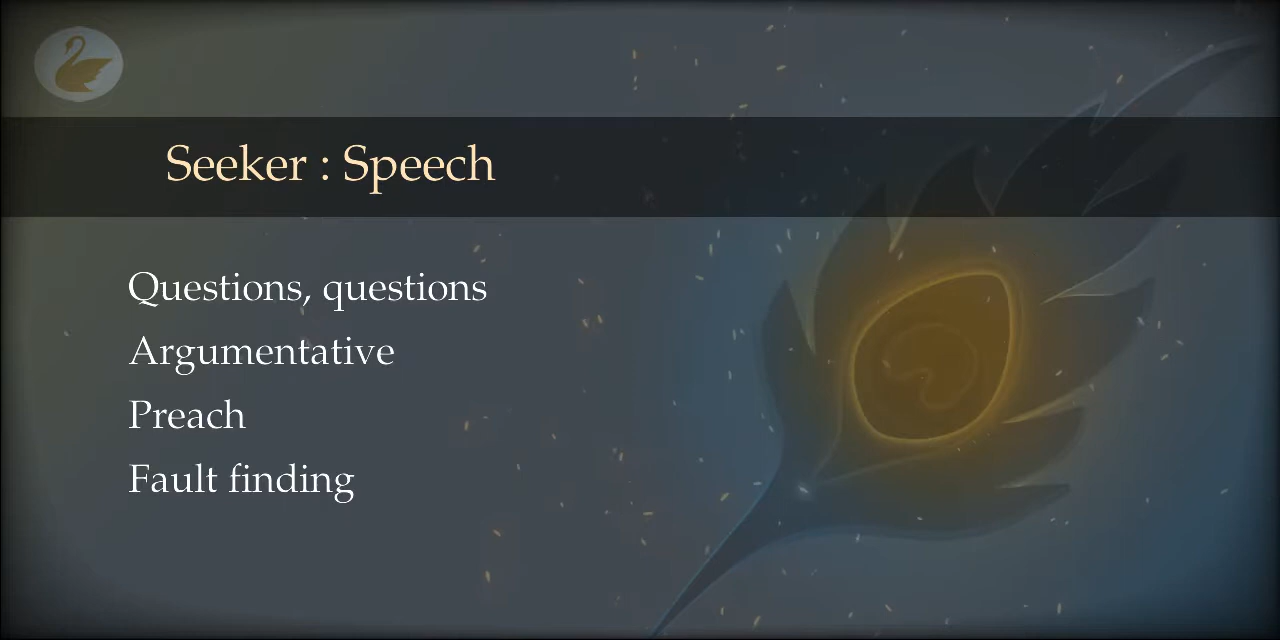 Seeker : Speech
Questions, questions
Argumentative
Preach
Fault finding